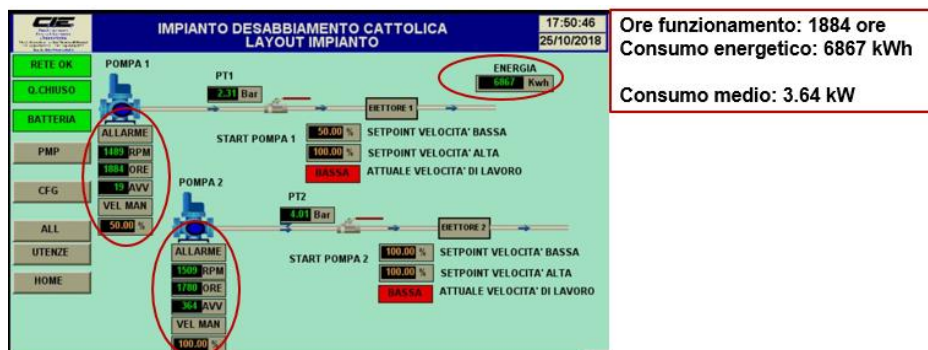 CIE
IMPIANTO DESABBIAMENTO CATTOLICA
LAYOUT IMPIANTO
17:50:46
25/10/2018
Ore funzionamento: 1884 ore
Consumo energetico: 6867 kWh
Consumo medio: 3.64 kW
RETE OK
Q.CHIUSO
BATTERIA
PMP
CFG
ALL
UTENZE
HOME
POMPA 1
PT1
2.31 Bar
ENERGIA
6867 Kwh
EIETTORE 1
ALLARME
1489 RPM
1884 ORE
19 AVV
VEL MAN
50.00 %
START POMPA 1
50.00 % SETPOINT VELOCITA' BASSA
100.00 % SETPOINT VELOCITA' ALTA
BASSA ATTUALE VELOCITA' DI LAVORO
POMPA 2
PT2
4.01 Bar
EIETTORE 2
ALLARME
1509 RPM
1780 ORE
364 AVV
VEL MAN
100.00 %
START POMPA 2
100.00 % SETPOINT VELOCITA' BASSA
100.00 % SETPOINT VELOCITA' ALTA
BASSA ATTUALE VELOCITA' DI LAVORO